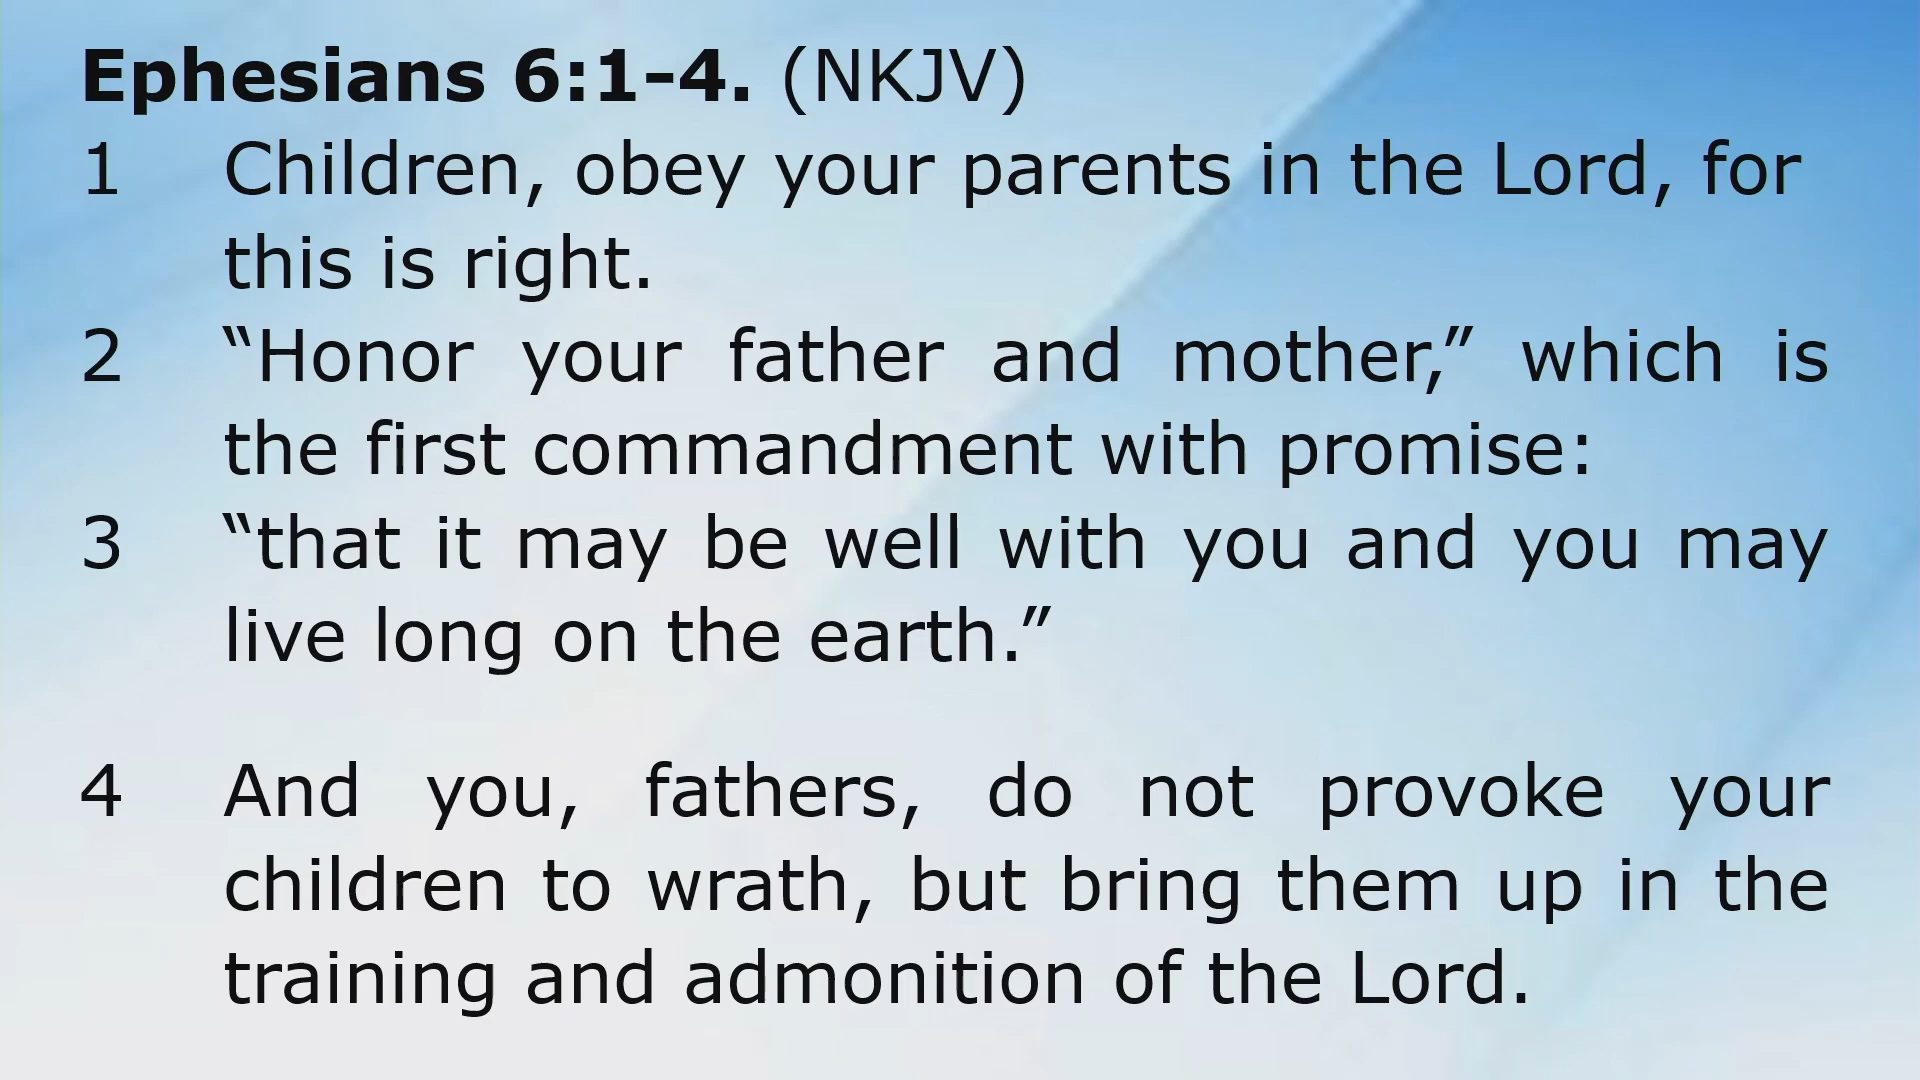 Ephesians 6:1-4. (NKJV)
1 Children, obey your parents in the Lord, for
this is right.
2 “Honor your father and mother,” which is
the first commandment with promise:
3 “that it may be well with you and you may
live long on the earth.”
4 And you, fathers, do not provoke your
children to wrath, but bring them up in the
training and admonition of the Lord.